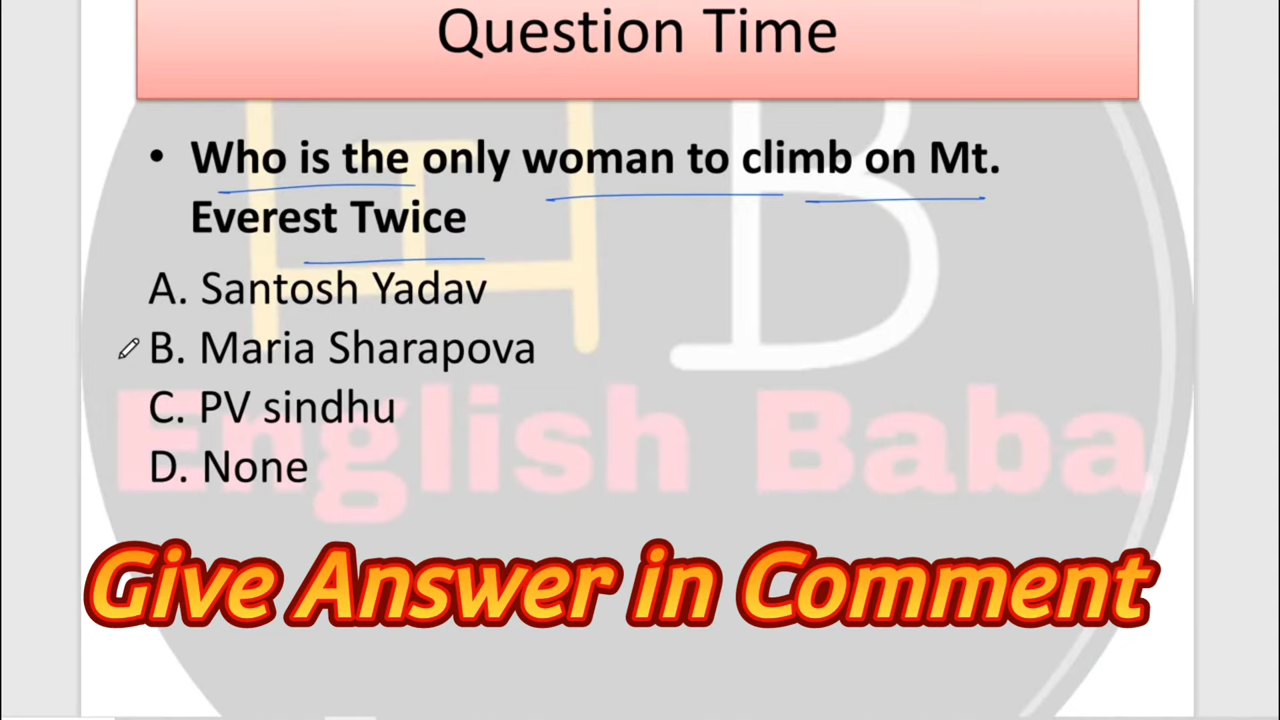 Question Time
• Who is the only woman to climb on Mt.
Everest Twice
A. Santosh Yadav
B. Maria Sharapova
C. PV sindhu
D. None
EB
English Baba
Give Answer in Comment